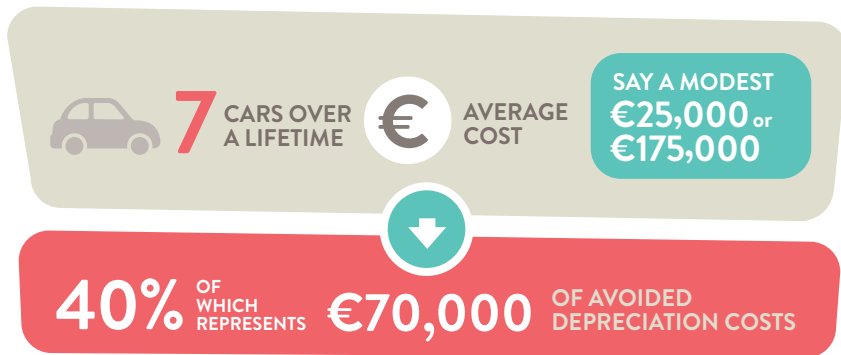 7 CARS OVER
A LIFETIME
€
AVERAGE
COST
SAY A MODEST
€25,000 or
€175,000
40% OF
WHICH
REPRESENTS
€70,000
OF AVOIDED
DEPRECIATION COSTS